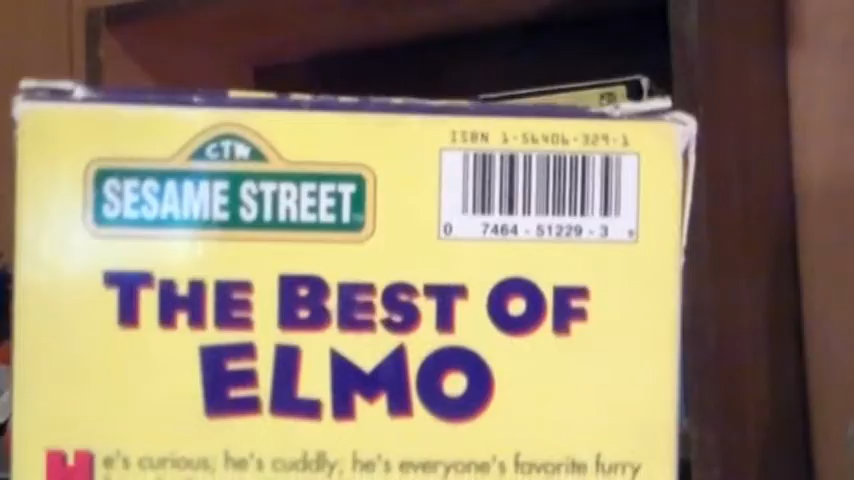 CTW
SESAME STREET
ISBN 1-56406-329-1
0 7464-51229-3 9
THE BEST OF
ELMO
He's curious, he's cuddly, he's everyone's favorite furry